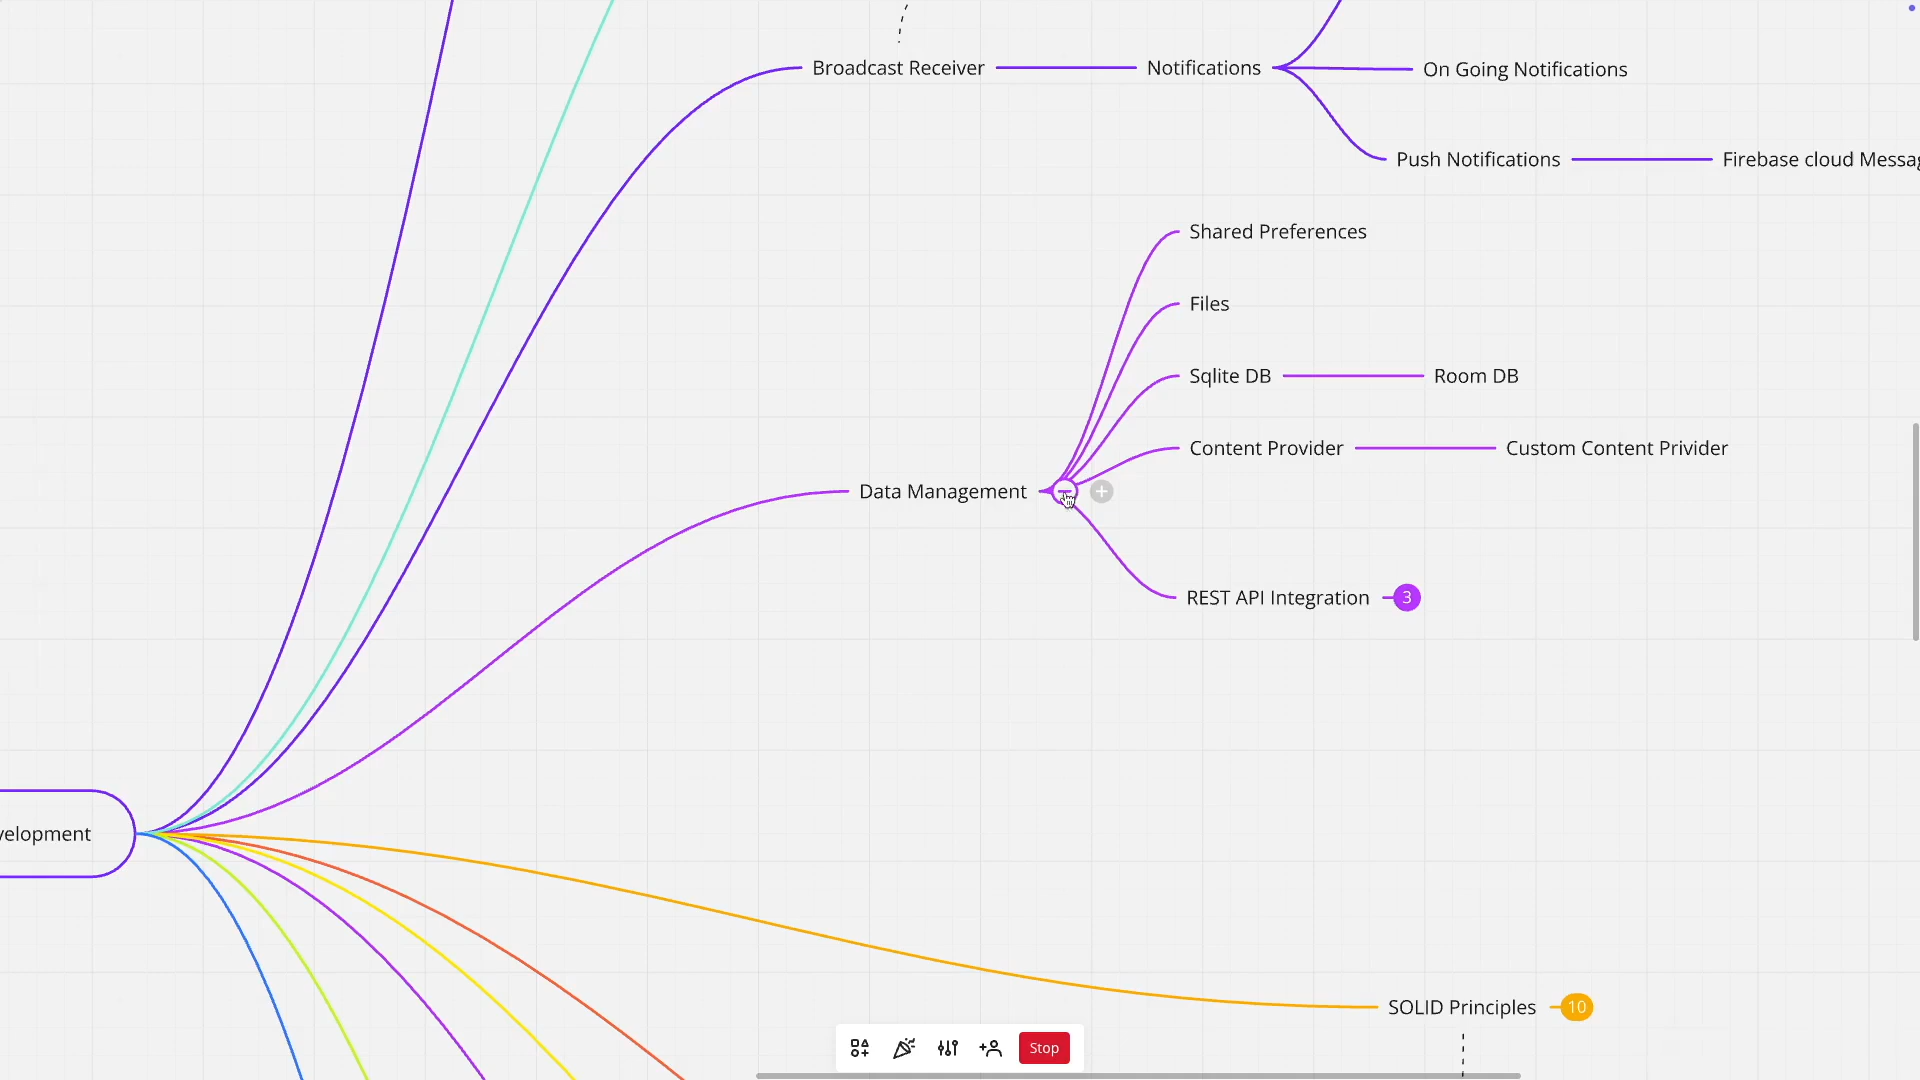 Broadcast Receiver
Notifications
On Going Notifications
Push Notifications
Firebase cloud Messag
Shared Preferences
Files
Sqlite DB
Room DB
Content Provider
Custom Content Privider
Data Management
REST API Integration
3
velopment
SOLID Principles
10
Stop